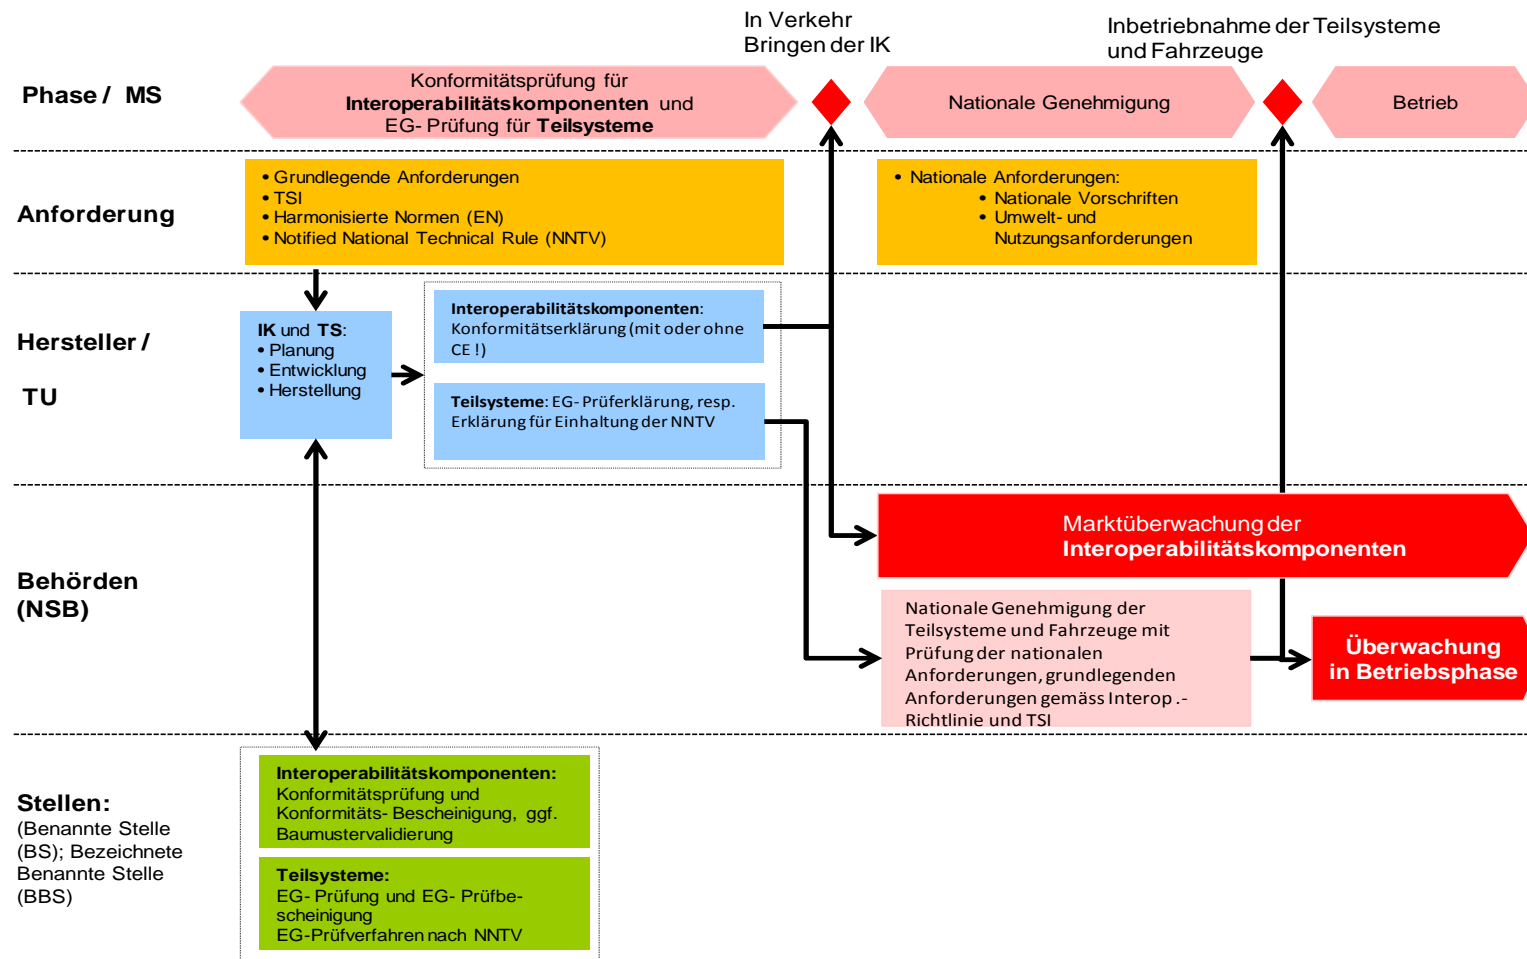 In Verkehr
Bringen der IK
Inbetriebnahme der Teilsysteme
und Fahrzeuge
Phase / MS
Konformitätsprüfung für
Interoperabilitätskomponenten und
EG- Prüfung für Teilsysteme
Nationale Genehmigung
Betrieb
Anforderung
• Grundlegende Anforderungen
• TSI
• Harmonisierte Normen (EN)
• Notified National Technical Rule (NNTV)
• Nationale Anforderungen:
• Nationale Vorschriften
• Umwelt- und
Nutzungsanforderungen
Hersteller /
TU
IK und TS:
• Planung
• Entwicklung
• Herstellung
Interoperabilitätskomponenten:
Konformitätserklärung (mit oder ohne
CE !)
Teilsysteme: EG- Prüferklärung, resp.
Erklärung für Einhaltung der NNTV
Behörden
(NSB)
Marktüberwachung der
Interoperabilitätskomponenten
Nationale Genehmigung der
Teilsysteme und Fahrzeuge mit
Prüfung der nationalen
Anforderungen, grundlegenden
Anforderungen gemäss Interop .-
Richtlinie und TSI
Überwachung
in Betriebsphase
Stellen:
(Benannte Stelle
(BS); Bezeichnete
Benannte Stelle
(BBS)
Interoperabilitätskomponenten:
Konformitätsprüfung und
Konformitäts- Bescheinigung, ggf.
Baumustervalidierung
Teilsysteme:
EG- Prüfung und EG- Prüfbe-
scheinigung
EG-Prüfverfahren nach NNTV